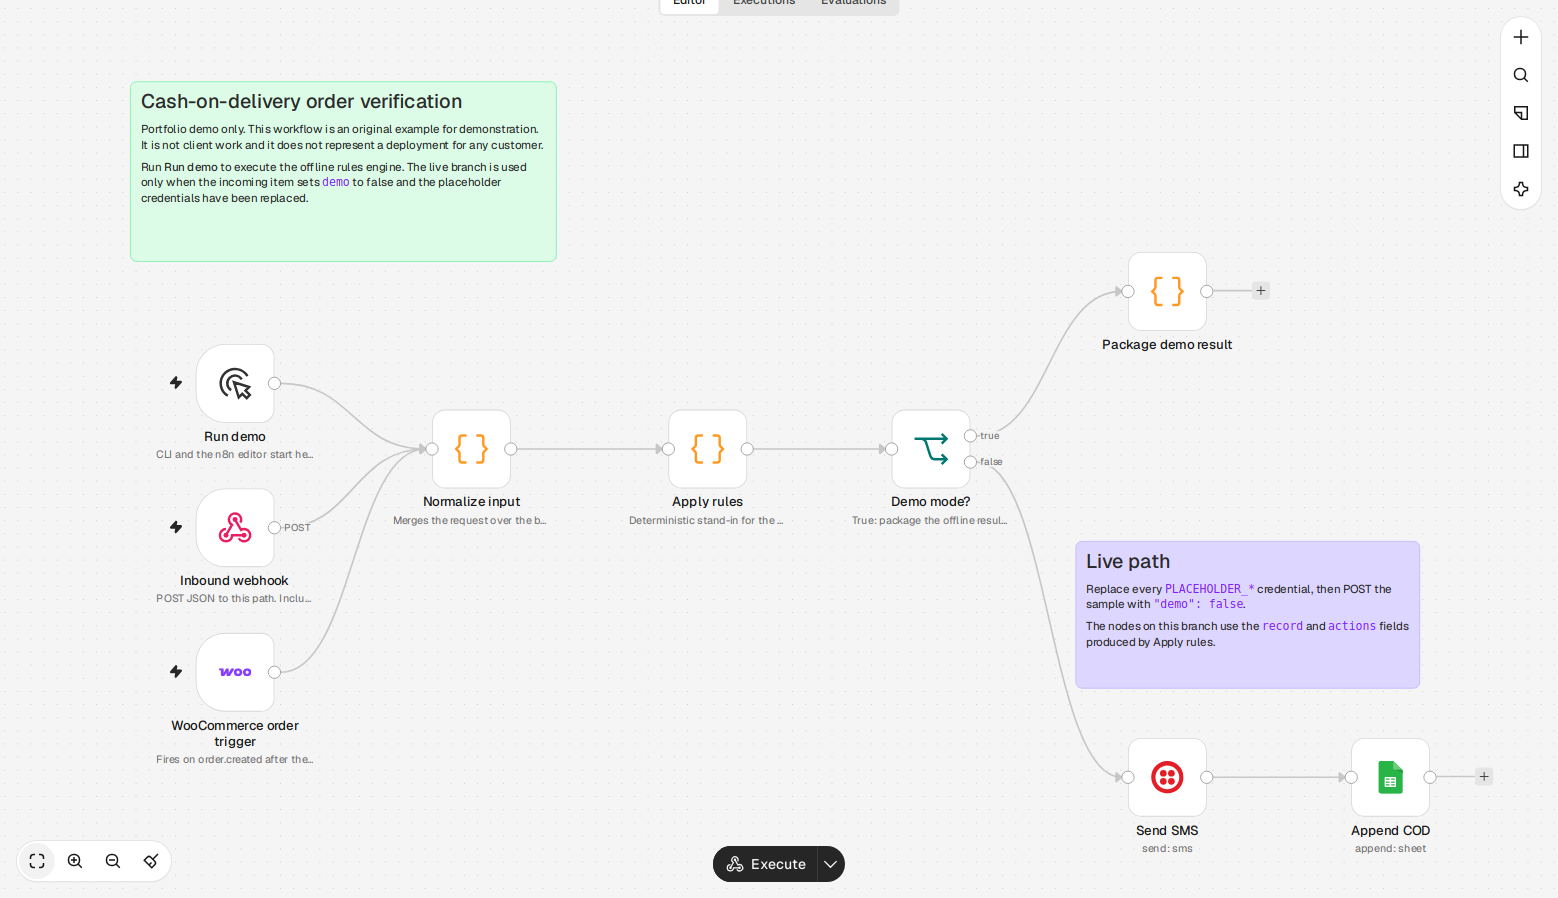 Editor
Executions
Evaluations
Cash-on-delivery order verification
Portfolio demo only. This workflow is an original example for demonstration.
It is not client work and it does not represent a deployment for any customer.
Run Run demo to execute the offline rules engine. The live branch is used
only when the incoming item sets demo to false and the placeholder
credentials have been replaced.
Package demo result
Run demo
CLI and the n8n editor start he...
Normalize input
Merges the request over the b...
Apply rules
Deterministic stand-in for the ...
true
false
Demo mode?
True: package the offline resul...
POST
Inbound webhook
POST JSON to this path. Inclu...
Live path
Replace every PLACEHOLDER_* credential, then POST the
sample with "demo": false.
The nodes on this branch use the record and actions fields
produced by Apply rules.
woo
WooCommerce order
trigger
Fires on order.created after the...
Send SMS
send: sms
Append COD
append: sheet
Execute